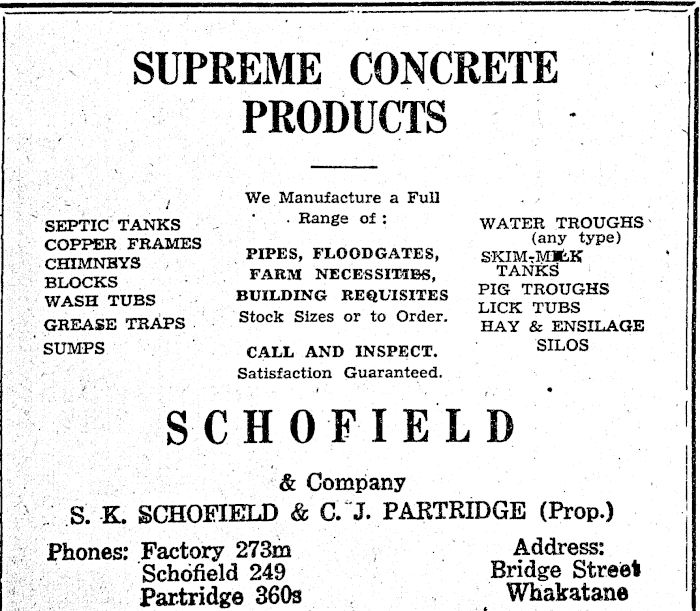 SUPREME CONCRETE
PRODUCTS
SEPTIC TANKS
COPPER FRAMES
CHIMNEYS
BLOCKS
WASH TUBS
GREASE TRAPS
SUMPS
We Manufacture a Full
Range of :
PIPES, FLOODGATES,
FARM NECESSITIES,
BUILDING REQUISITES
Stock Sizes or to Order.
CALL AND INSPECT.
Satisfaction Guaranteed.
WATER TROUGHS
(any type)
SKIM-MILK
TANKS
PIG TROUGHS
LICK TUBS
HAY & ENSILAGE
SILOS
SCHOFIELD
& Company
S. K. SCHOFIELD & C. J. PARTRIDGE (Prop.)
Phones: Factory 273m
Schofield 249
Partridge 360s
Address:
Bridge Street
Whakatane